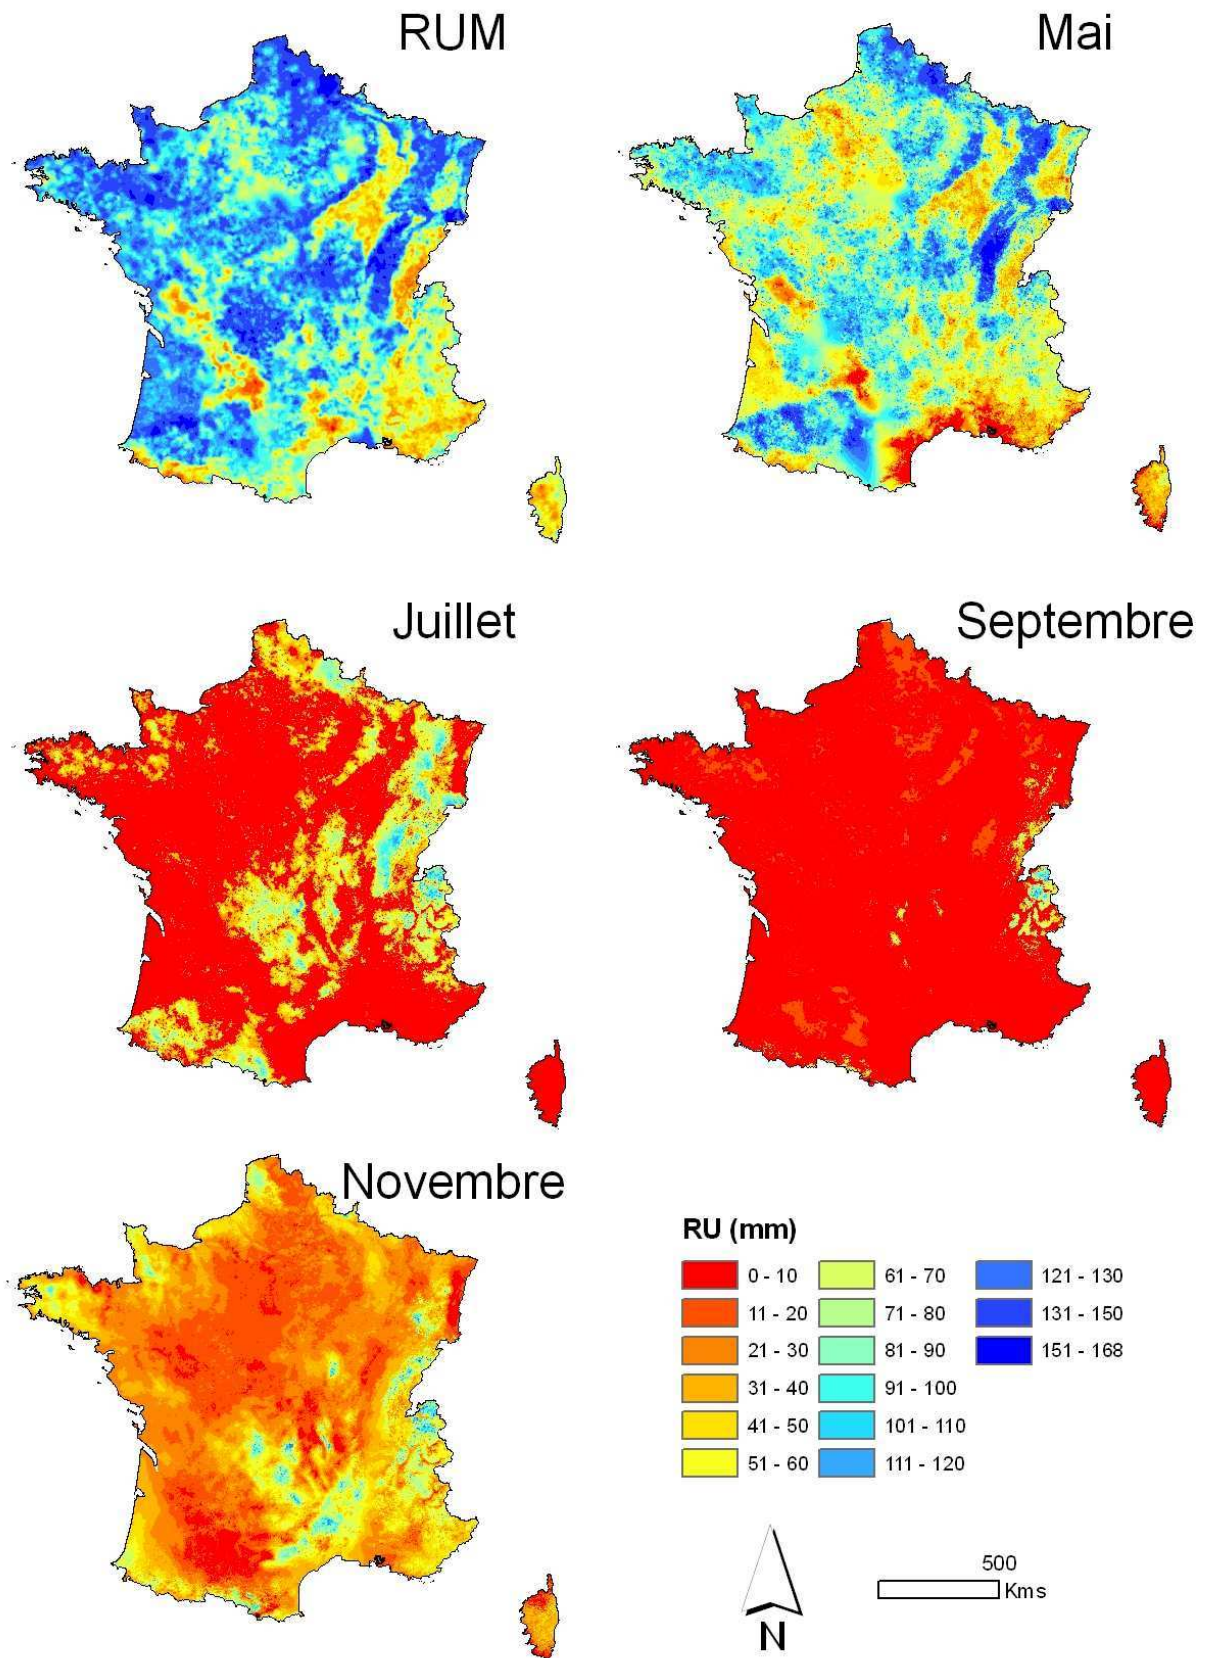 RUM
Mai
Juillet
Septembre
Novembre
RU (mm)
0 - 10
11 - 20
21 - 30
31 - 40
41 - 50
51 - 60
61 - 70
71 - 80
81 - 90
91 - 100
101 - 110
111 - 120
121 - 130
131 - 150
151 - 168
N
500
Kms